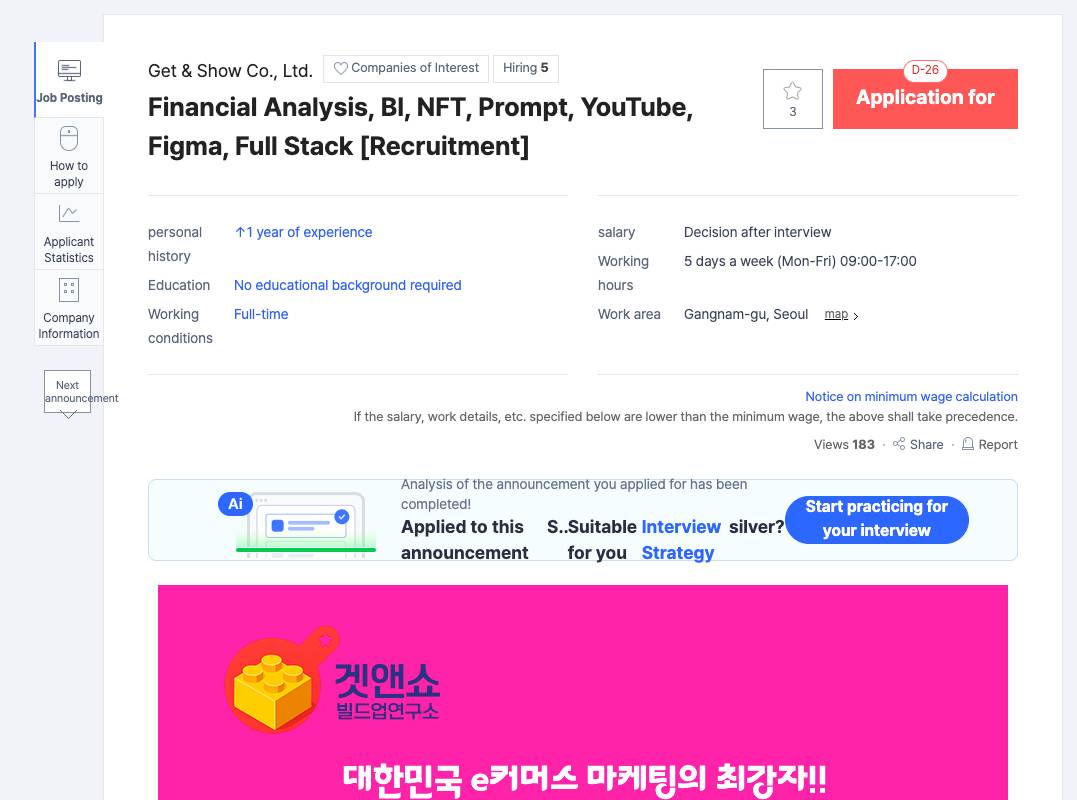 Job Posting
How to
apply
Applicant
Statistics
Company
Information
Next
announcement
Get & Show Co., Ltd.
Companies of Interest
Hiring 5
Financial Analysis, BI, NFT, Prompt, YouTube,
Figma, Full Stack [Recruitment]
3
D-26
Application for
personal
history
↑1 year of experience
Education
No educational background required
Working
conditions
Full-time
salary
Decision after interview
Working
hours
5 days a week (Mon-Fri) 09:00-17:00
Work area
Gangnam-gu, Seoul
map
Notice on minimum wage calculation
If the salary, work details, etc. specified below are lower than the minimum wage, the above shall take precedence.
Views 183 · Share · Report
Ai
Analysis of the announcement you applied for has been
completed!
Applied to this S..Suitable Interview silver?
announcement for you Strategy
Start practicing for
your interview
겟앤쇼
빌드업연구소
대한민국 e커머스 마케팅의 최강자!!